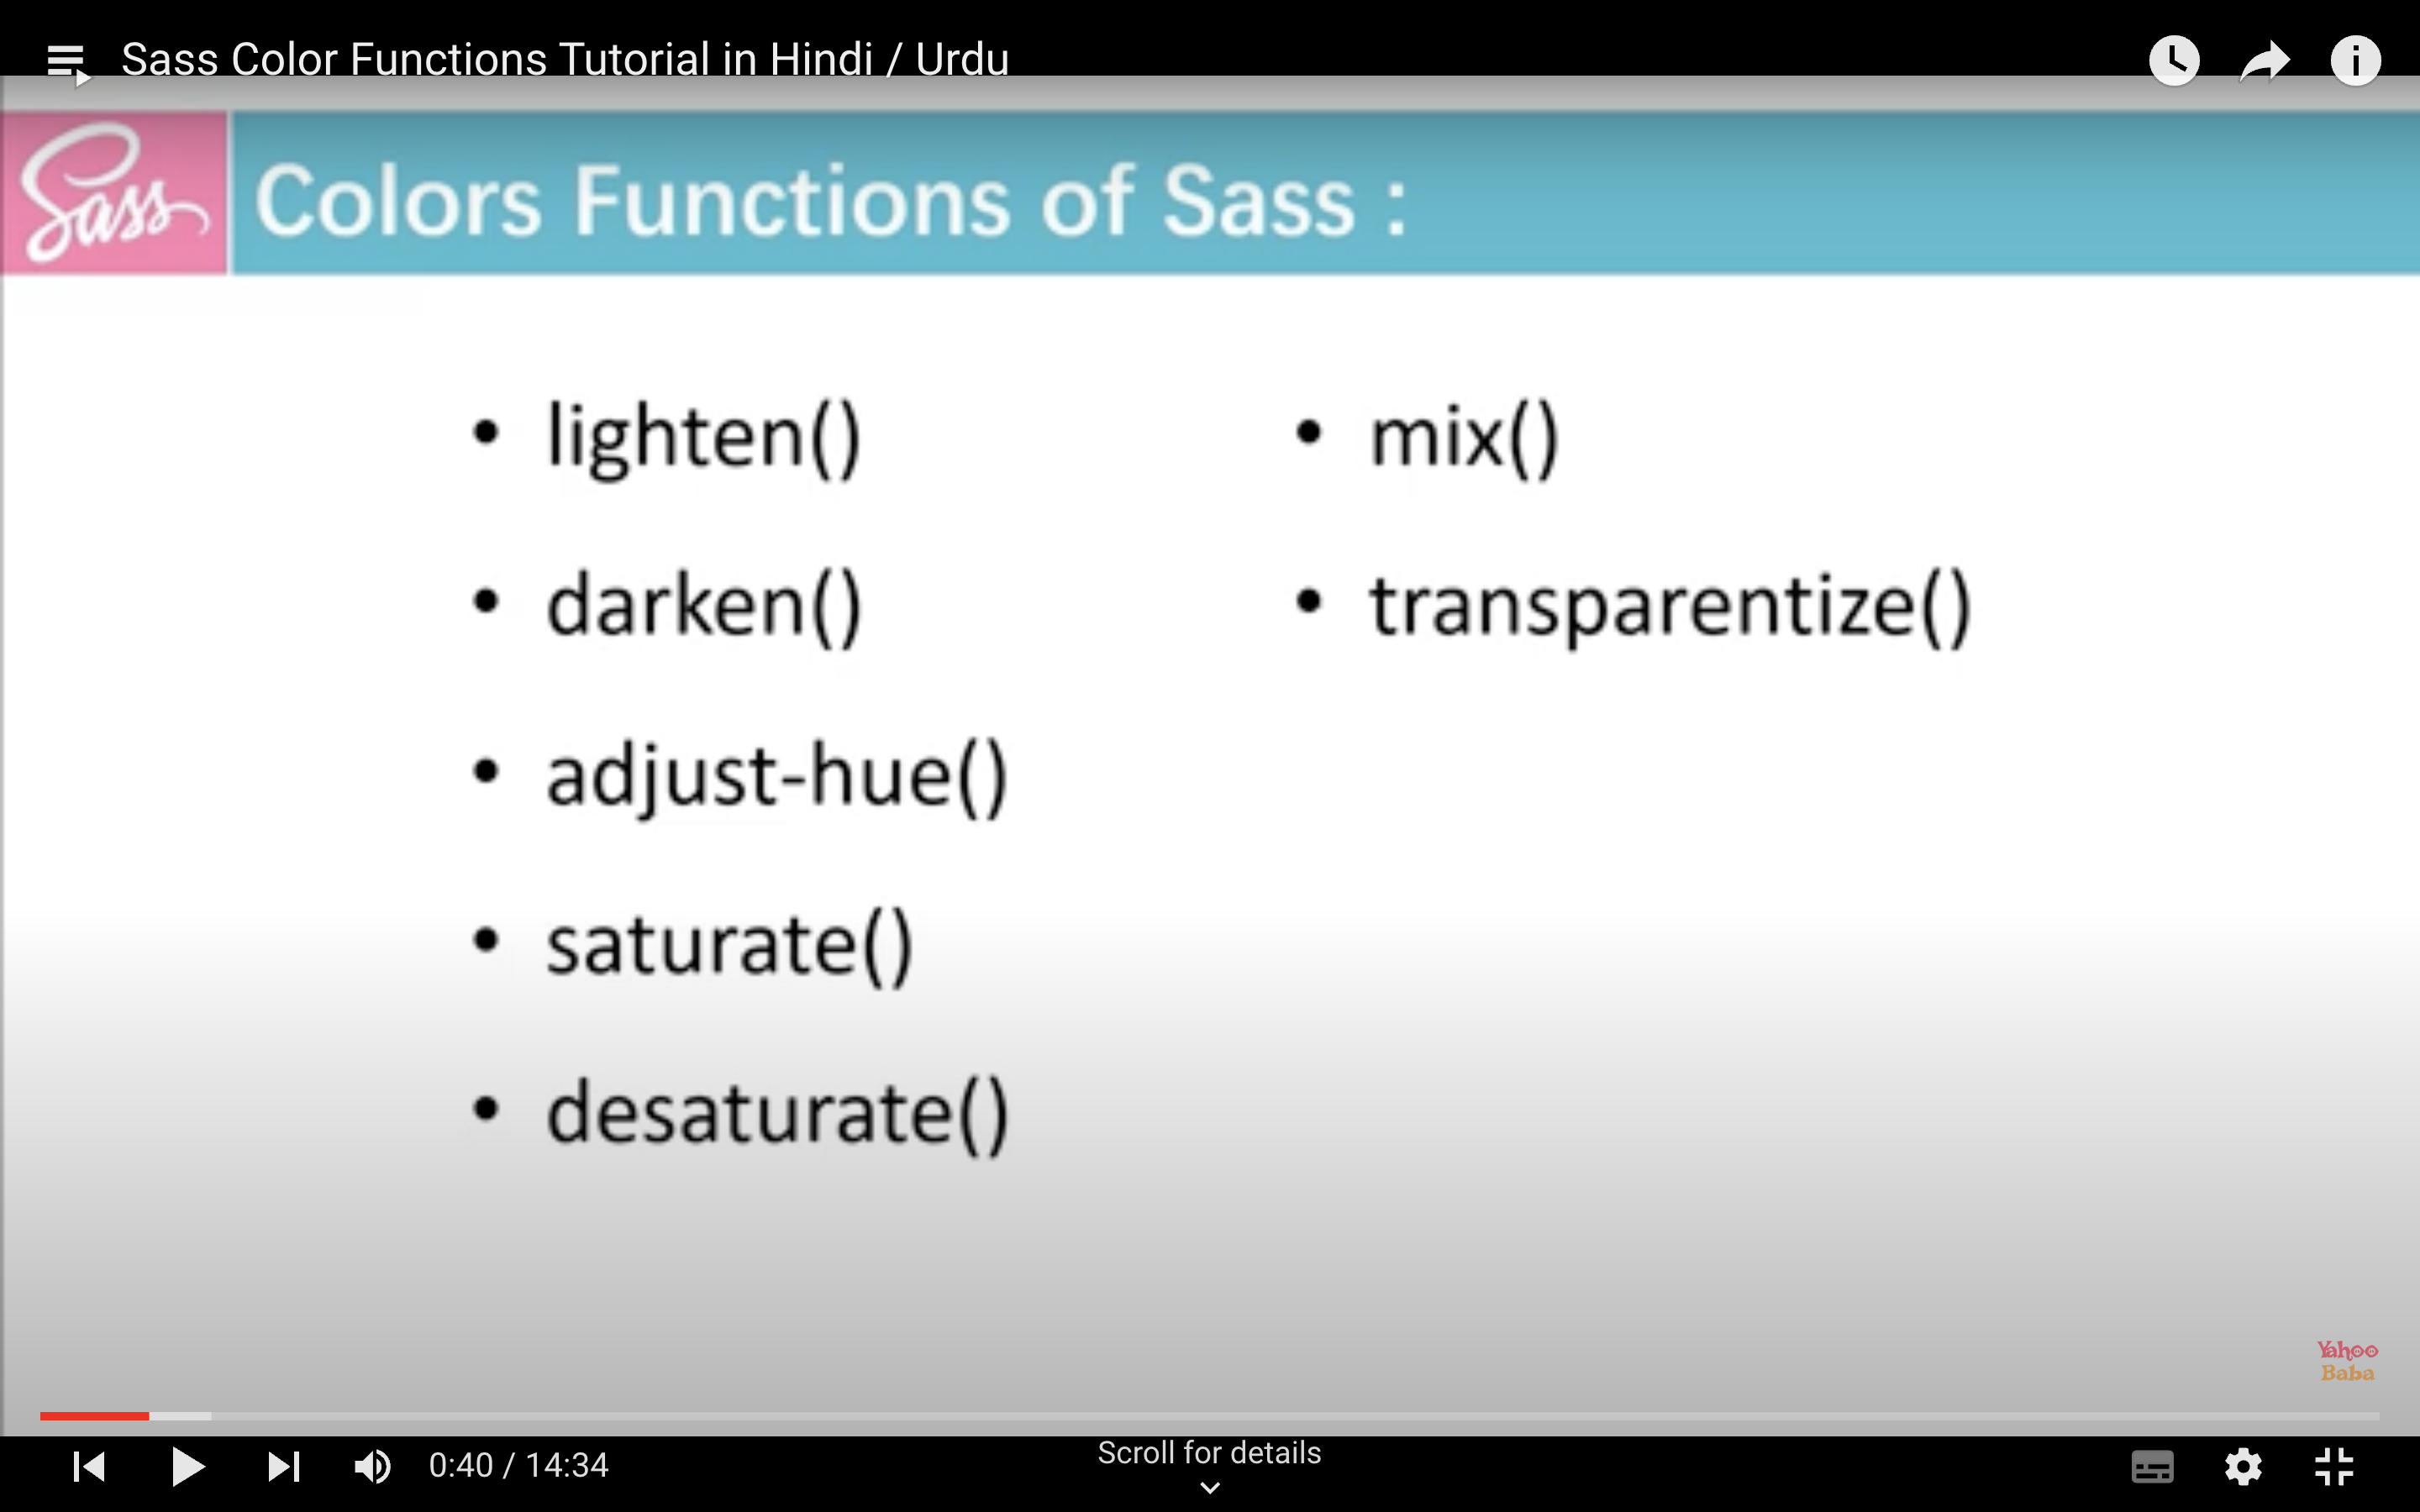 Sass Color Functions Tutorial in Hindi / Urdu
Sass
Colors Functions of Sass :
• lighten()
• darken()
• adjust-hue()
• saturate()
• desaturate()
• mix()
• transparentize()
Yahoo
Baba
0:40 / 14:34
Scroll for details